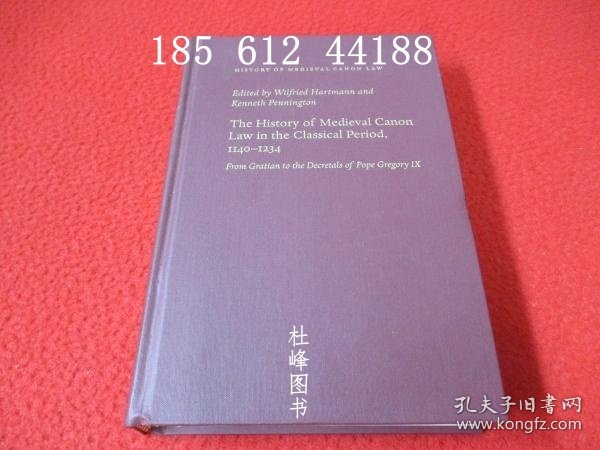 185 612 44188
HISTORY OF MEDIEVAL CANON LAW
Edited by Wilfried Hartmann and
Kenneth Pennington
The History of Medieval Canon
Law in the Classical Period,
1140–1234
From Gratian to the Decretals of Pope Gregory IX
杜峰图书
孔夫子旧书网
kongfz.com